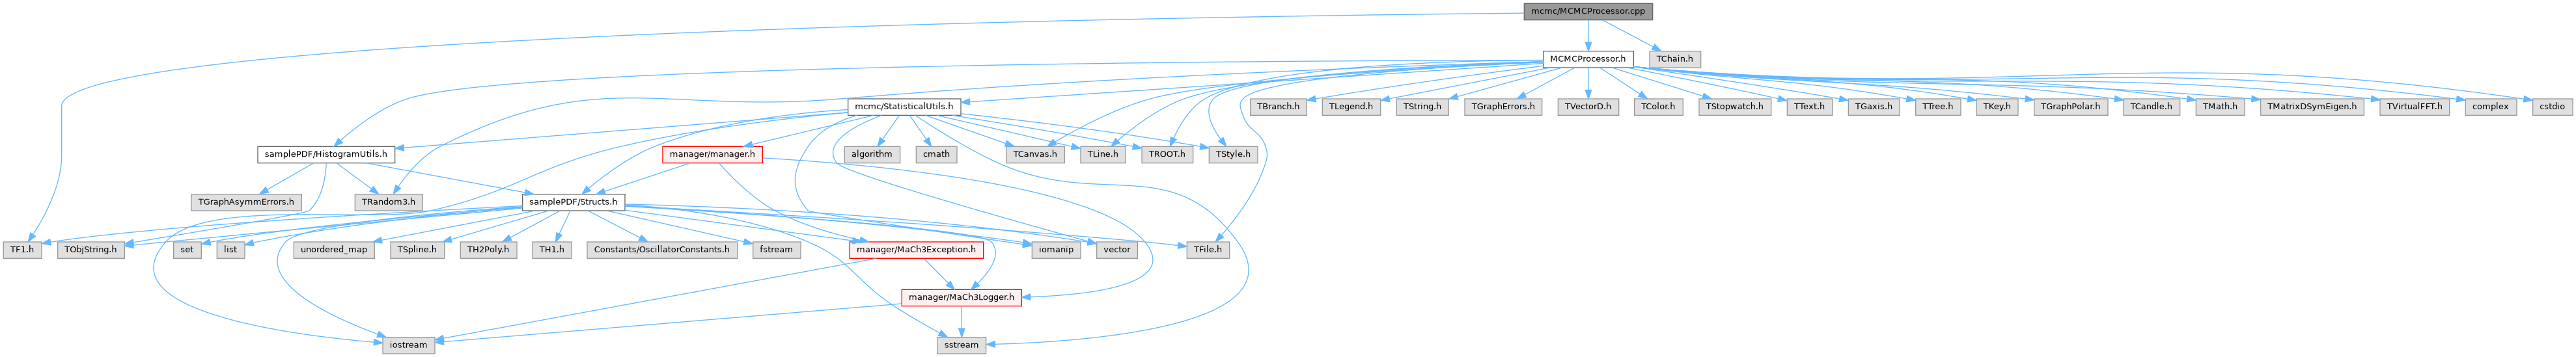 mcmc/MCMCProcessor.cpp
MCMCProcessor.h
TChain.h
mcmc/StatisticalUtils.h
TBranch.h
TLegend.h
TString.h
TGraphErrors.h
TVectorD.h
TColor.h
TStopwatch.h
TText.h
TGaxis.h
TTree.h
TKey.h
TGraphPolar.h
TCandle.h
TMath.h
TMatrixDSymEigen.h
TVirtualFFT.h
complex
cstdio
samplePDF/HistogramUtils.h
manager/manager.h
algorithm
cmath
TCanvas.h
TLine.h
TROOT.h
TStyle.h
TGraphAsymmErrors.h
TRandom3.h
samplePDF/Structs.h
TF1.h
TObjString.h
set
list
unordered_map
TSpline.h
TH2Poly.h
TH1.h
Constants/OscillatorConstants.h
fstream
manager/MaCh3Exception.h
iomanip
vector
TFile.h
manager/MaCh3Logger.h
iostream
sstream